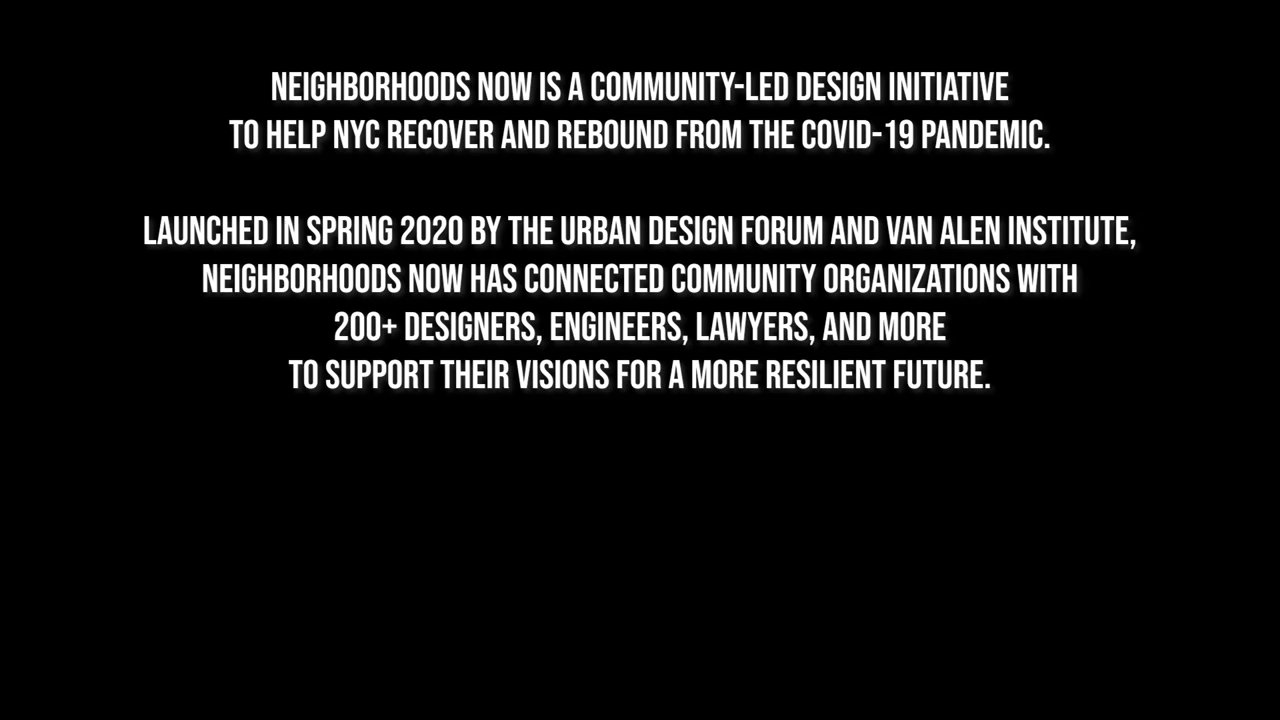 NEIGHBORHOODS NOW IS A COMMUNITY-LED DESIGN INITIATIVE
TO HELP NYC RECOVER AND REBOUND FROM THE COVID-19 PANDEMIC.
LAUNCHED IN SPRING 2020 BY THE URBAN DESIGN FORUM AND VAN ALEN INSTITUTE,
NEIGHBORHOODS NOW HAS CONNECTED COMMUNITY ORGANIZATIONS WITH
200+ DESIGNERS, ENGINEERS, LAWYERS, AND MORE
TO SUPPORT THEIR VISIONS FOR A MORE RESILIENT FUTURE.